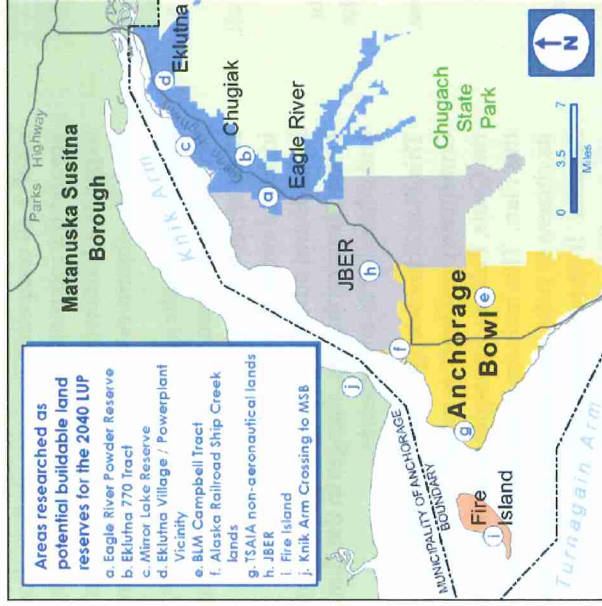 Areas researched as
potential buildable land
reserves for the 2040 LUP
a. Eagle River Powder Reserve
b. Eklutna 770 Tract
c. Mirror Lake Reserve
d. Eklutna Village / Powerplant
Vicinity
e. BLM Campbell Tract
f. Alaska Railroad Ship Creek
lands
g. TSAIA non-aeronautical lands
h. JBER
i. Fire Island
j. Knik Arm Crossing to MSB
Parks Highway
Matanuska Susitna
Borough
Knik Arm
Eklutna
d
c
Chugiak
b
Glenn Highway
a
Eagle River
Chugach
State
Park
JBER
h
j
f
Anchorage
Bowl
e
g
MUNICIPALITY OF ANCHORAGE
BOUNDARY
Fire
Island
i
Turnagain Arm
0 3.5 7
Miles
N